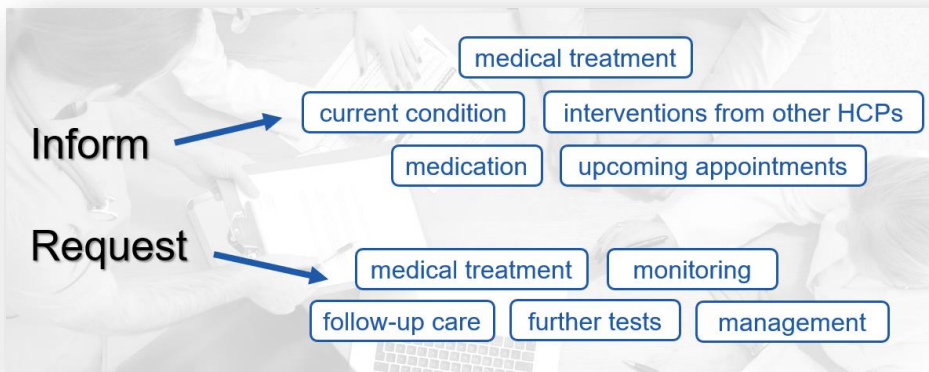 medical treatment
current condition interventions from other HCPs
Inform
medication upcoming appointments
Request
medical treatment monitoring
follow-up care further tests management